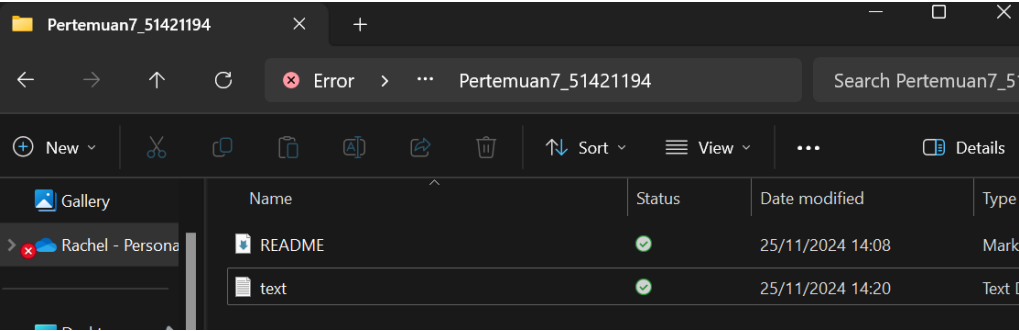 Pertemuan7_51421194
Error > ... Pertemuan7_51421194
Search Pertemuan7_51
New
Sort
View
Details
Gallery
Rachel - Persona
Name Status Date modified Type
README 25/11/2024 14:08 Mark
text 25/11/2024 14:20 Text D